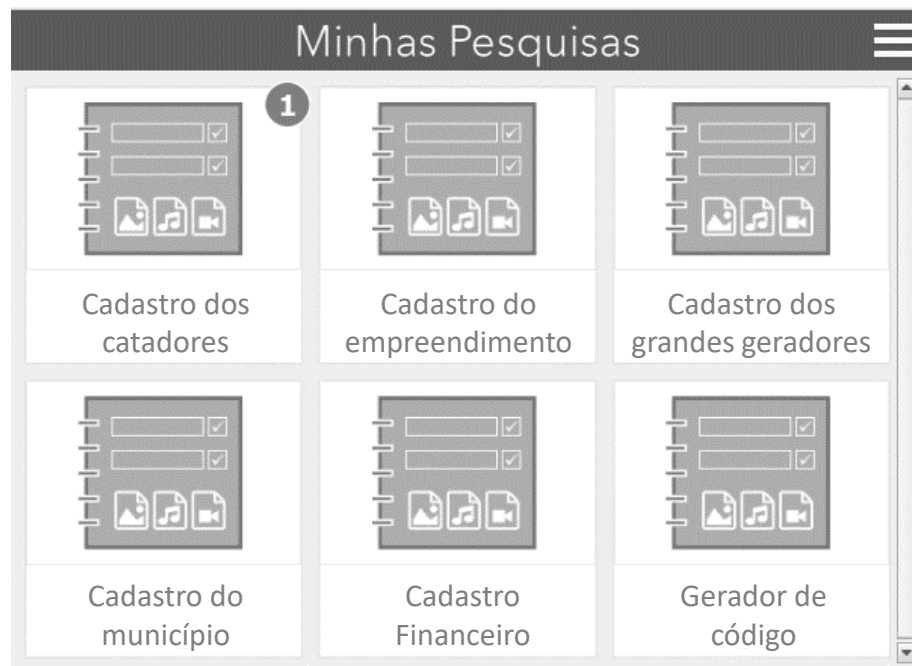 Minhas Pesquisas
1
Cadastro dos
catadores
Cadastro do
empreendimento
Cadastro dos
grandes geradores
Cadastro do
município
Cadastro
Financeiro
Gerador de
código